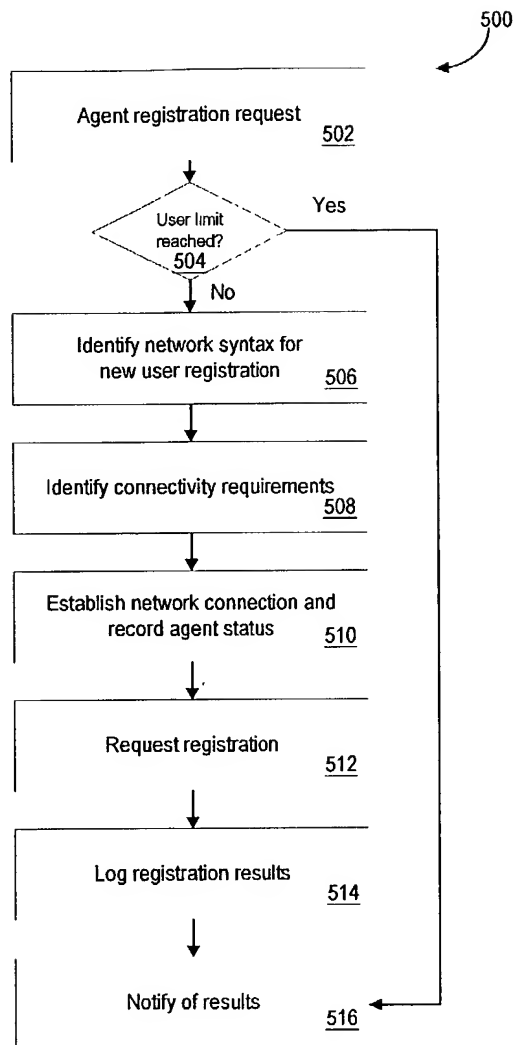 500
Agent registration request
502
Yes
User limit
reached?
504
No
Identify network syntax for
new user registration
506
Identify connectivity requirements
508
Establish network connection and
record agent status
510
Request registration
512
Log registration results
514
Notify of results
516